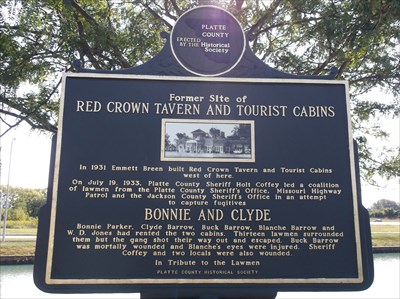 PLATTE
COUNTY
ERECTED
BY THE Historical
Society
Former Site of
RED CROWN TAVERN AND TOURIST CABINS
In 1931 Emmett Breen built Red Crown Tavern and Tourist Cabins
west of here.
On July 19, 1933, Platte County Sheriff Holt Coffey led a coalition
of lawmen from the Platte County Sheriff's Office, Missouri Highway
Patrol and the Jackson County Sheriff's Office in an attempt
to capture fugitives
BONNIE AND CLYDE
Bonnie Parker, Clyde Barrow, Buck Barrow, Blanche Barrow and
W. D. Jones had rented the two cabins. Thirteen lawmen surrounded
them but the gang shot their way out and escaped. Buck Barrow
was mortally wounded and Blanche's eyes were injured. Sheriff
Coffey and two locals were also wounded.
In Tribute to the Lawmen
PLATTE COUNTY HISTORICAL SOCIETY